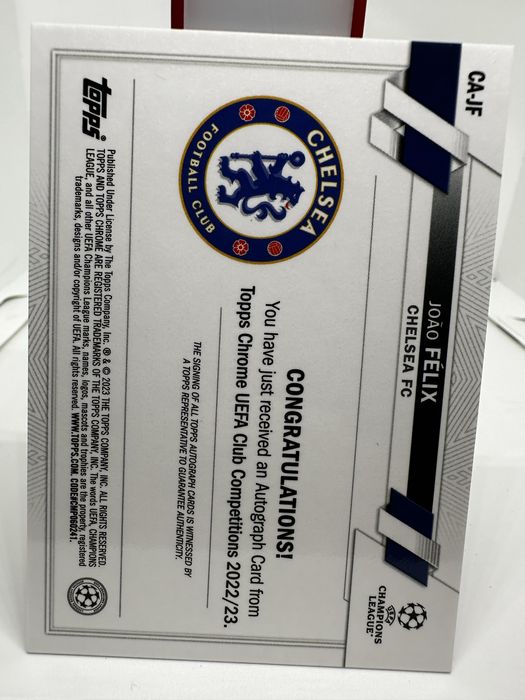 CA-JF
JOÃO FÉLIX
CHELSEA FC
UEFA
CHAMPIONS
LEAGUE®
CHELSEA
FOOTBALL CLUB
CONGRATULATIONS!
You have just received an Autograph Card from
Topps Chrome UEFA Club Competitions 2022/23.
THE SIGNING OF ALL TOPPS AUTOGRAPH CARDS IS WITNESSED BY
A TOPPS REPRESENTATIVE TO GUARANTEE AUTHENTICITY.
topps®
Published Under License by The Topps Company, Inc. ® & © 2023 THE TOPPS COMPANY, INC. ALL RIGHTS RESERVED.
TOPPS AND TOPPS CHROME ARE REGISTERED TRADEMARKS OF THE TOPPS COMPANY, INC. The words UEFA, CHAMPIONS
LEAGUE, and all other UEFA Champions League marks, names, logos, mascots and trophies are the property, registered
trademarks, designs and/or copyright of UEFA. All rights reserved. WWW.TOPPS.COM. CODE#CMP060241.